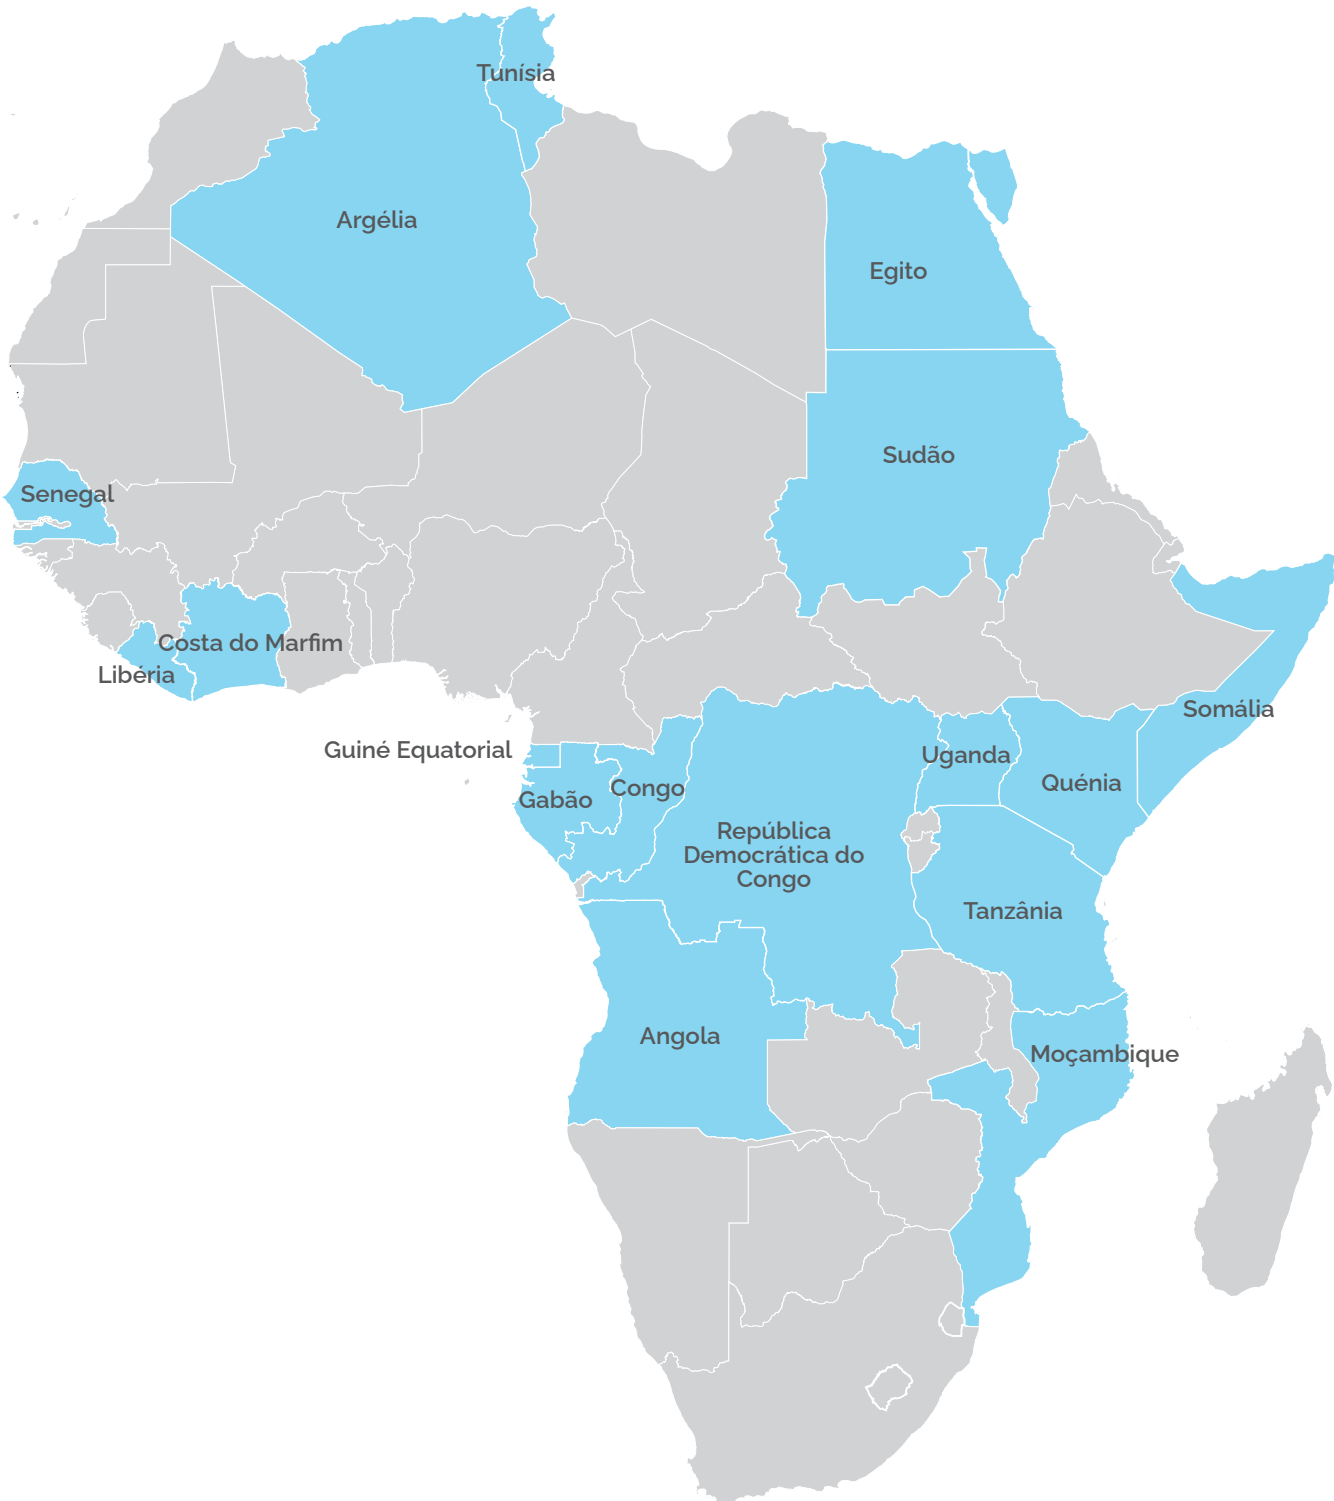 Tunísia
Argélia
Egito
Sudão
Senegal
Costa do Marfim
Libéria
Somália
Guiné Equatorial
Uganda
Quénia
Congo
Gabão
República
Democrática do
Congo
Tanzânia
Angola
Moçambique